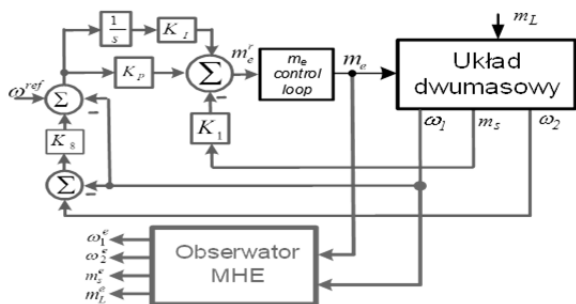 1/s
K_I
m_L
K_P
Σ
m_e^r
m_e
control
loop
m_e
Układ
dwumasowy
ω^ref
Σ
K_8
K_1
ω_1
m_s
ω_2
Σ
ω_1^e
ω_2^e
m_s^e
m_L^e
Obserwator
MHE